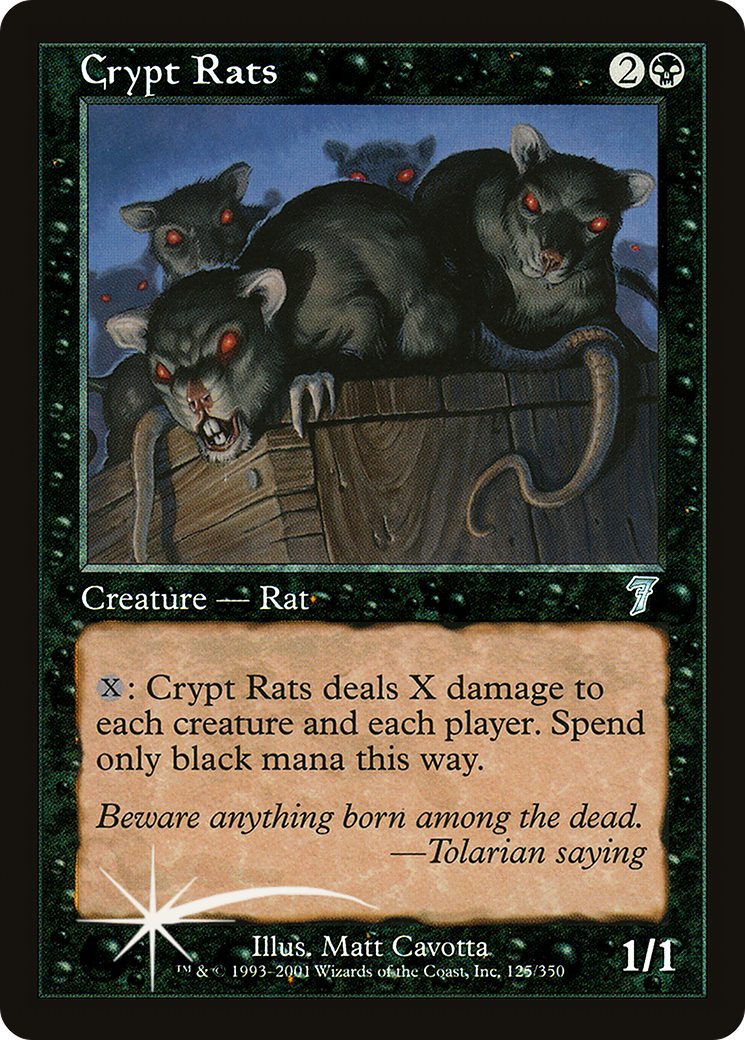 Crypt Rats 2
Creature — Rat 7
X: Crypt Rats deals X damage to
each creature and each player. Spend
only black mana this way.
Beware anything born among the dead.
—Tolarian saying
Illus. Matt Cavotta
™ & © 1993-2001 Wizards of the Coast, Inc. 125/350
1/1